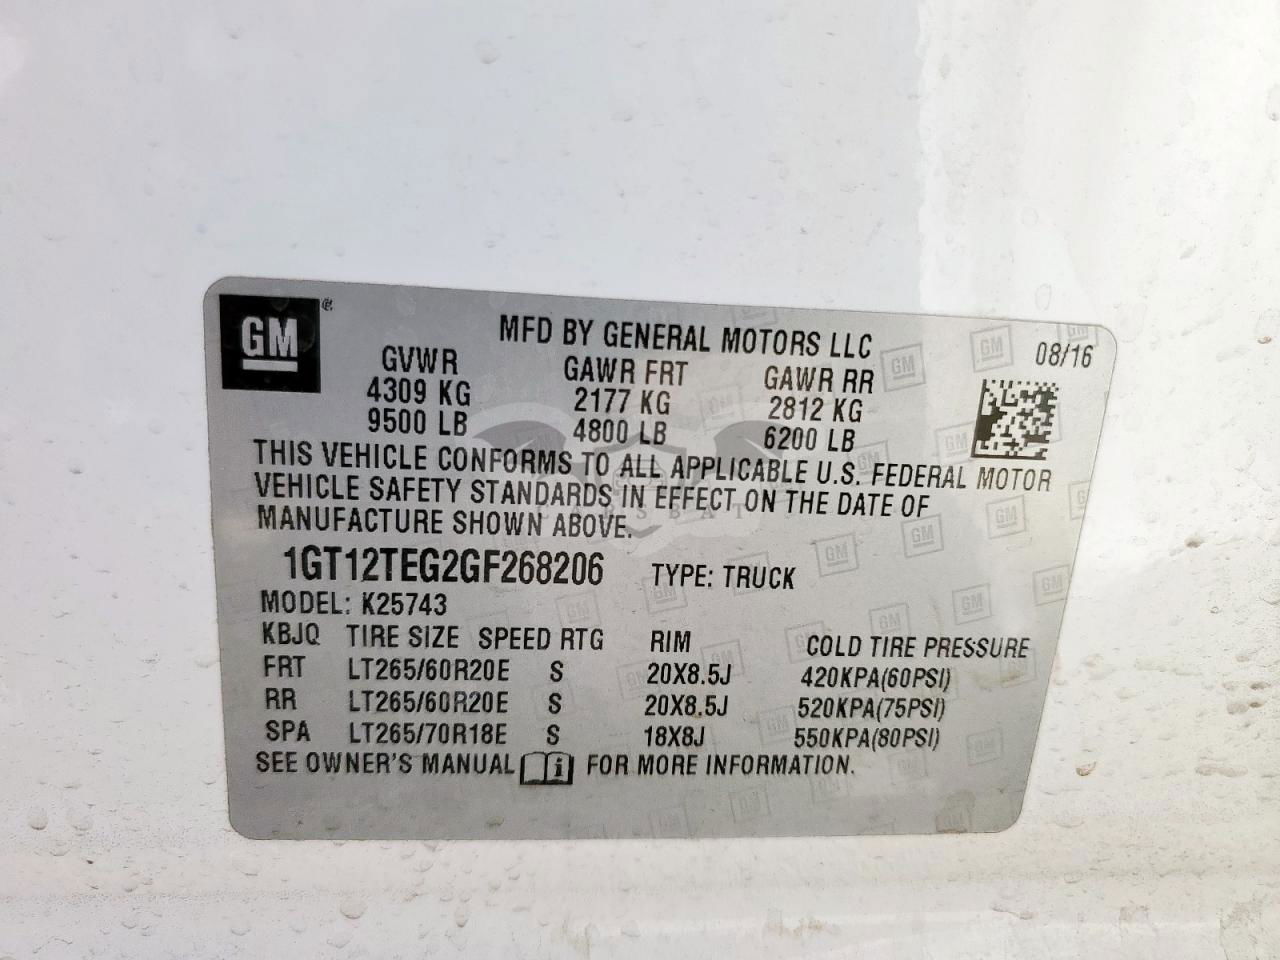 GM ®
MFD BY GENERAL MOTORS LLC 08/16
GVWR GAWR FRT GAWR RR
4309 KG 2177 KG 2812 KG
9500 LB 4800 LB 6200 LB
THIS VEHICLE CONFORMS TO ALL APPLICABLE U.S. FEDERAL MOTOR
VEHICLE SAFETY STANDARDS IN EFFECT ON THE DATE OF
MANUFACTURE SHOWN ABOVE.
1GT12TEG2GF268206 TYPE: TRUCK
MODEL: K25743
KBJQ TIRE SIZE SPEED RTG RIM COLD TIRE PRESSURE
FRT LT265/60R20E S 20X8.5J 420KPA(60PSI)
RR LT265/60R20E S 20X8.5J 520KPA(75PSI)
SPA LT265/70R18E S 18X8J 550KPA(80PSI)
SEE OWNER'S MANUAL i FOR MORE INFORMATION.